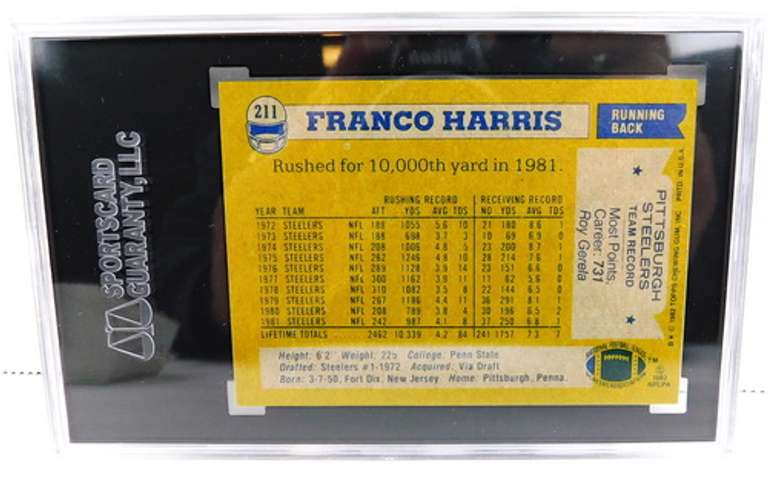 SPORTSCARD
GUARANTY, LLC
211
FRANCO HARRIS
RUNNING
BACK
Rushed for 10,000th yard in 1981.
RUSHING RECORD RECEIVING RECORD
YEAR TEAM ATT YDS AVG TDS NO YDS AVG TDS
1972 STEELERS NFL 188 1055 5.6 10 21 180 8.6 1
1973 STEELERS NFL 188 698 3.7 3 10 69 6.9 0
1974 STEELERS NFL 208 1006 4.8 5 23 200 8.7 1
1975 STEELERS NFL 262 1246 4.8 10 28 214 7.6
1976 STEELERS NFL 289 1128 3.9 14 23 151 6.6 0
1977 STEELERS NFL 300 1162 3.9 11 11 62 5.6 0
1978 STEELERS NFL 310 1082 3.5 8 22 144 6.5 0
1979 STEELERS NFL 267 1186 4.4 11 36 291 8.1 1
1980 STEELERS NFL 208 789 3.8 4 30 196 6.5 2
1981 STEELERS NFL 242 987 4.1 8 37 250 6.8 1
LIFETIME TOTALS 2462 10,339 4.2 84 241 1757 7.3 7
Height: 6'2" Weight: 225 College: Penn State
Drafted: Steelers #1-1972 Acquired: Via Draft
Born: 3-7-50, Fort Dix, New Jersey Home: Pittsburgh, Penna.
PITTSBURGH
STEELERS
TEAM RECORD
Most Points,
Career: 731
Roy Gerela
TM
1982
NFLPA